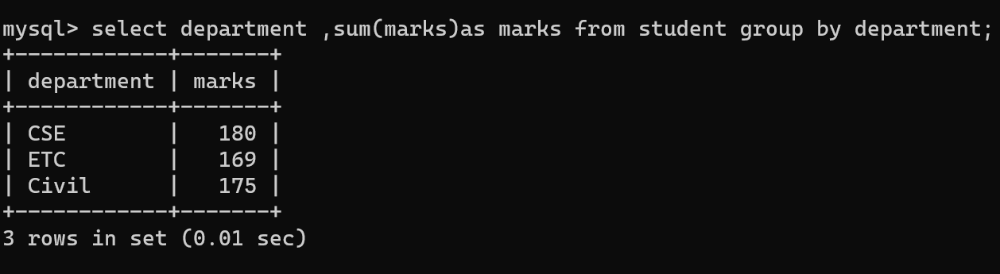 mysql> select department ,sum(marks)as marks from student group by department;
+------------+-------+
| department | marks |
+------------+-------+
| CSE        |   180 |
| ETC        |   169 |
| Civil      |   175 |
+------------+-------+
3 rows in set (0.01 sec)